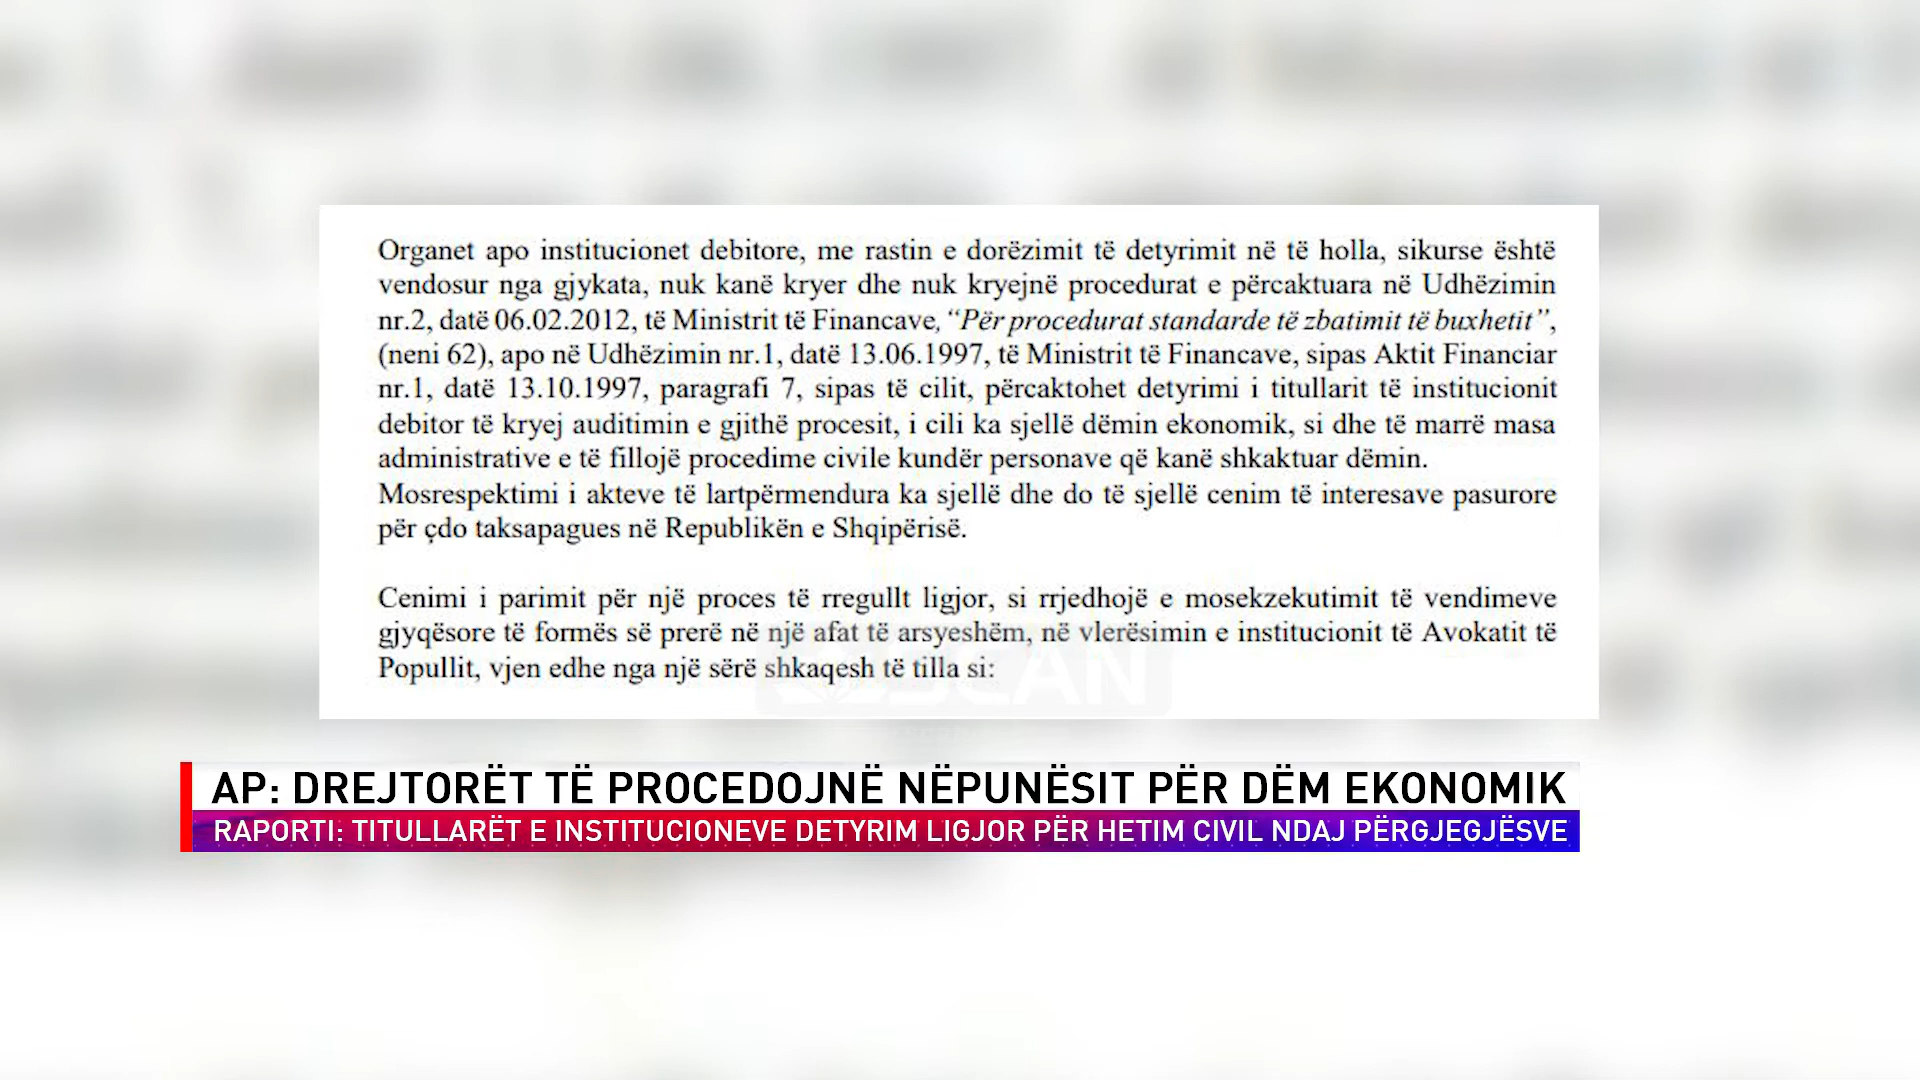 Organet apo institucionet debitore, me rastin e dorëzimit të detyrimit në të holla, sikurse është
vendosur nga gjykata, nuk kanë kryer dhe nuk kryejnë procedurat e përcaktuara në Udhëzimin
nr.2, datë 06.02.2012, të Ministrit të Financave, “Për procedurat standarde të zbatimit të buxhetit”,
(neni 62), apo në Udhëzimin nr.1, datë 13.06.1997, të Ministrit të Financave, sipas Aktit Financiar
nr.1, datë 13.10.1997, paragrafi 7, sipas të cilit, përcaktohet detyrimi i titullarit të institucionit
debitor të kryej auditimin e gjithë procesit, i cili ka sjellë dëmin ekonomik, si dhe të marrë masa
administrative e të fillojë procedime civile kundër personave që kanë shkaktuar dëmin.
Mosrespektimi i akteve të lartpërmendura ka sjellë dhe do të sjellë cenim të interesave pasurore
për çdo taksapagues në Republikën e Shqipërisë.
Cenimi i parimit për një proces të rregullt ligjor, si rrjedhojë e mosekzekutimit të vendimeve
gjyqësore të formës së prerë në një afat të arsyeshëm, në vlerësimin e institucionit të Avokatit të
Popullit, vjen edhe nga një sërë shkaqesh të tilla si:
SCAN
AP: DREJTORËT TË PROCEDOJNË NËPUNËSIT PËR DËM EKONOMIK
RAPORTI: TITULLARËT E INSTITUCIONEVE DETYRIM LIGJOR PËR HETIM CIVIL NDAJ PËRGJEGJËSVE